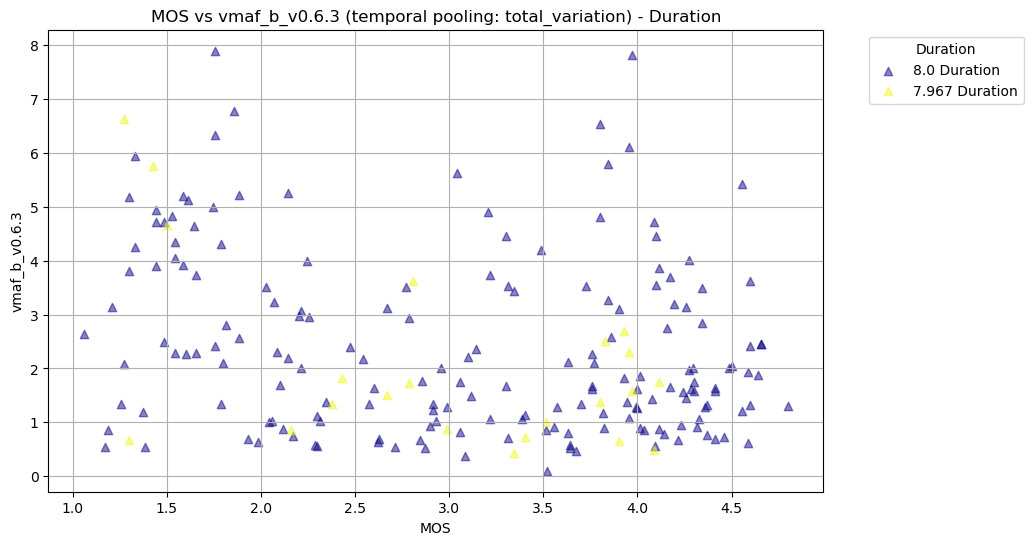 MOS vs vmaf_b_v0.6.3 (temporal pooling: total_variation) - Duration
vmaf_b_v0.6.3
8
7
6
5
4
3
2
1
0
1.0 1.5 2.0 2.5 3.0 3.5 4.0 4.5
MOS
Duration
8.0 Duration
7.967 Duration